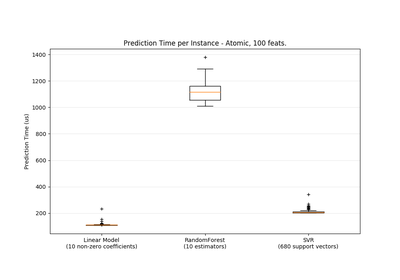 Prediction Time per Instance - Atomic, 100 feats.
1400
1200
1000
800
600
400
200
Prediction Time (us)
Linear Model
(10 non-zero coefficients)
RandomForest
(10 estimators)
SVR
(680 support vectors)